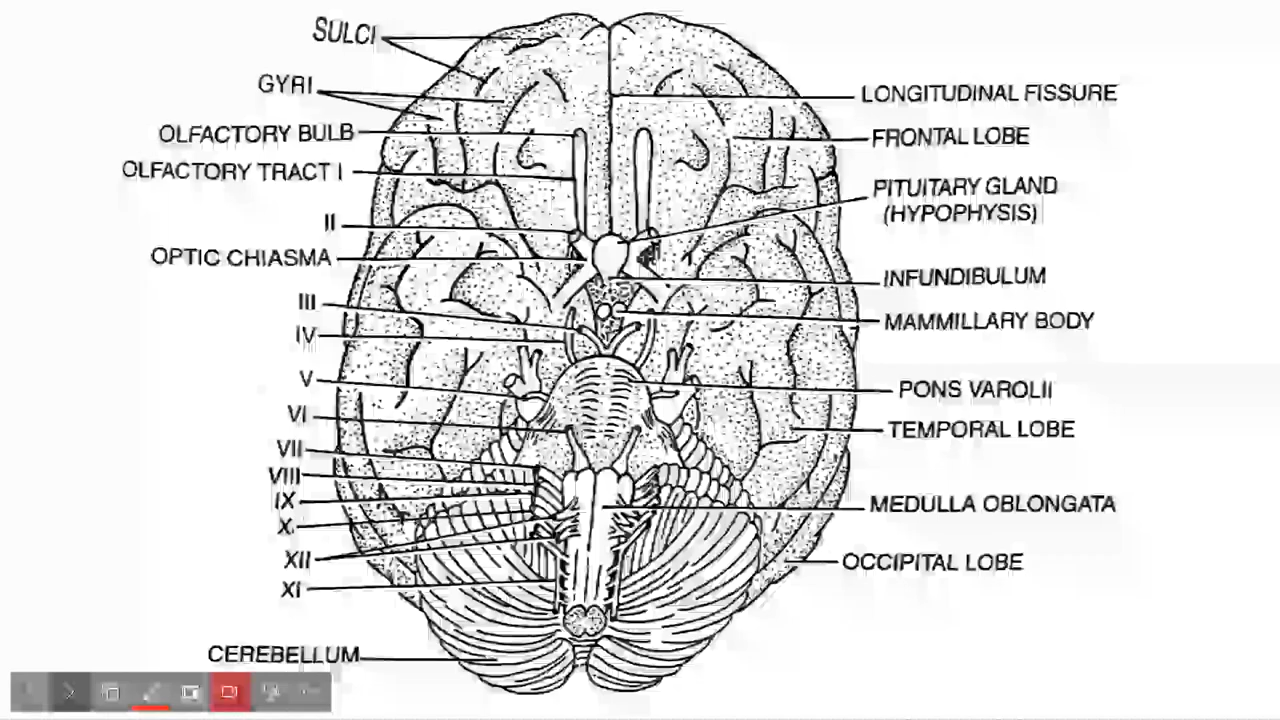 SULCI
GYRI
OLFACTORY BULB
OLFACTORY TRACT I
II
OPTIC CHIASMA
III
IV
V
VI
VII
VIII
IX
X
XII
XI
CEREBELLUM
LONGITUDINAL FISSURE
FRONTAL LOBE
PITUITARY GLAND
(HYPOPHYSIS)
INFUNDIBULUM
MAMMILLARY BODY
PONS VAROLII
TEMPORAL LOBE
MEDULLA OBLONGATA
OCCIPITAL LOBE